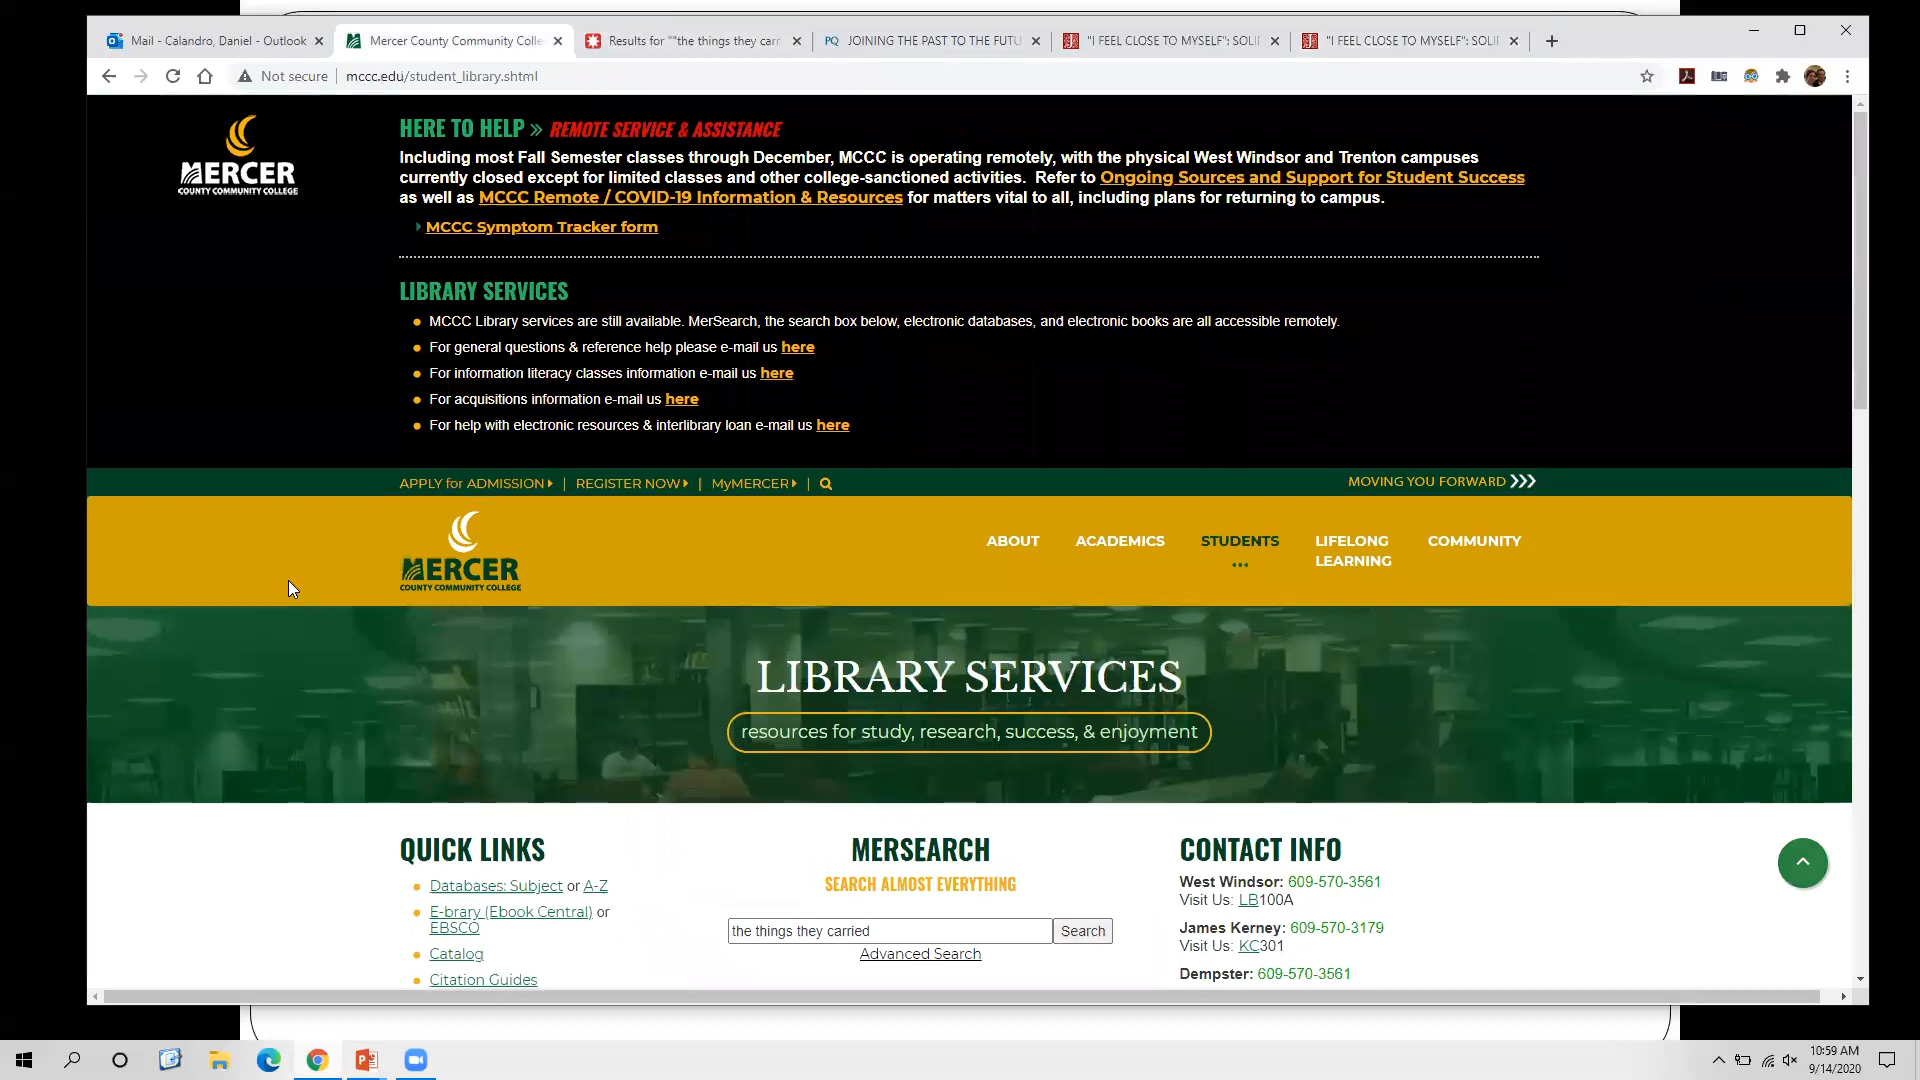 Mail - Calandro, Daniel - Outlook
Mercer County Community Colle
Results for ""the things they carr
PQ JOINING THE PAST TO THE FUTU
"I FEEL CLOSE TO MYSELF": SOLIP
"I FEEL CLOSE TO MYSELF": SOLIP
Not secure mccc.edu/student_library.shtml
MERCER
COUNTY COMMUNITY COLLEGE
HERE TO HELP » REMOTE SERVICE & ASSISTANCE
Including most Fall Semester classes through December, MCCC is operating remotely, with the physical West Windsor and Trenton campuses
currently closed except for limited classes and other college-sanctioned activities. Refer to Ongoing Sources and Support for Student Success
as well as MCCC Remote / COVID-19 Information & Resources for matters vital to all, including plans for returning to campus.
MCCC Symptom Tracker form
LIBRARY SERVICES
MCCC Library services are still available. MerSearch, the search box below, electronic databases, and electronic books are all accessible remotely.
For general questions & reference help please e-mail us here
For information literacy classes information e-mail us here
For acquisitions information e-mail us here
For help with electronic resources & interlibrary loan e-mail us here
APPLY for ADMISSION | REGISTER NOW | MyMERCER |
MOVING YOU FORWARD
MERCER
COUNTY COMMUNITY COLLEGE
ABOUT
ACADEMICS
STUDENTS
LIFELONG
LEARNING
COMMUNITY
LIBRARY SERVICES
resources for study, research, success, & enjoyment
QUICK LINKS
Databases: Subject or A-Z
E-brary (Ebook Central) or
EBSCO
Catalog
Citation Guides
MERSEARCH
SEARCH ALMOST EVERYTHING
the things they carried Search
Advanced Search
CONTACT INFO
West Windsor: 609-570-3561
Visit Us: LB100A
James Kerney: 609-570-3179
Visit Us: KC301
Dempster: 609-570-3561
10:59 AM
9/14/2020